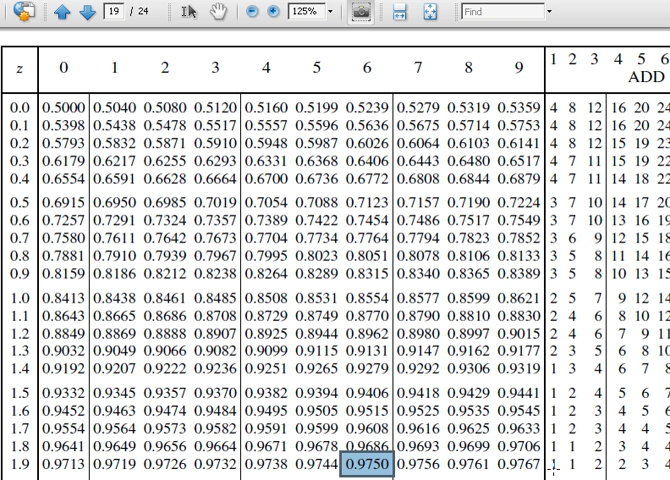 19 / 24 125% Find
z 0 1 2 3 4 5 6 7 8 9 1 2 3 4 5 6
ADD
0.0 0.5000 0.5040 0.5080 0.5120 0.5160 0.5199 0.5239 0.5279 0.5319 0.5359 4 8 12 16 20 24
0.1 0.5398 0.5438 0.5478 0.5517 0.5557 0.5596 0.5636 0.5675 0.5714 0.5753 4 8 12 16 20 24
0.2 0.5793 0.5832 0.5871 0.5910 0.5948 0.5987 0.6026 0.6064 0.6103 0.6141 4 8 12 15 19 23
0.3 0.6179 0.6217 0.6255 0.6293 0.6331 0.6368 0.6406 0.6443 0.6480 0.6517 4 7 11 15 19 22
0.4 0.6554 0.6591 0.6628 0.6664 0.6700 0.6736 0.6772 0.6808 0.6844 0.6879 4 7 11 14 18 22
0.5 0.6915 0.6950 0.6985 0.7019 0.7054 0.7088 0.7123 0.7157 0.7190 0.7224 3 7 10 14 17 20
0.6 0.7257 0.7291 0.7324 0.7357 0.7389 0.7422 0.7454 0.7486 0.7517 0.7549 3 7 10 13 16 19
0.7 0.7580 0.7611 0.7642 0.7673 0.7704 0.7734 0.7764 0.7794 0.7823 0.7852 3 6 9 12 15 18
0.8 0.7881 0.7910 0.7939 0.7967 0.7995 0.8023 0.8051 0.8078 0.8106 0.8133 3 5 8 11 14 16
0.9 0.8159 0.8186 0.8212 0.8238 0.8264 0.8289 0.8315 0.8340 0.8365 0.8389 3 5 8 10 13 15
1.0 0.8413 0.8438 0.8461 0.8485 0.8508 0.8531 0.8554 0.8577 0.8599 0.8621 2 5 7 9 12 14
1.1 0.8643 0.8665 0.8686 0.8708 0.8729 0.8749 0.8770 0.8790 0.8810 0.8830 2 4 6 8 10 12
1.2 0.8849 0.8869 0.8888 0.8907 0.8925 0.8944 0.8962 0.8980 0.8997 0.9015 2 4 6 7 9 11
1.3 0.9032 0.9049 0.9066 0.9082 0.9099 0.9115 0.9131 0.9147 0.9162 0.9177 2 3 5 6 8 10
1.4 0.9192 0.9207 0.9222 0.9236 0.9251 0.9265 0.9279 0.9292 0.9306 0.9319 1 3 4 6 7 8
1.5 0.9332 0.9345 0.9357 0.9370 0.9382 0.9394 0.9406 0.9418 0.9429 0.9441 1 2 4 5 6 7
1.6 0.9452 0.9463 0.9474 0.9484 0.9495 0.9505 0.9515 0.9525 0.9535 0.9545 1 2 3 4 5 6
1.7 0.9554 0.9564 0.9573 0.9582 0.9591 0.9599 0.9608 0.9616 0.9625 0.9633 1 2 3 4 4 5
1.8 0.9641 0.9649 0.9656 0.9664 0.9671 0.9678 0.9686 0.9693 0.9699 0.9706 1 1 2 3 4 4
1.9 0.9713 0.9719 0.9726 0.9732 0.9738 0.9744 0.9750 0.9756 0.9761 0.9767 1 1 2 2 3 4